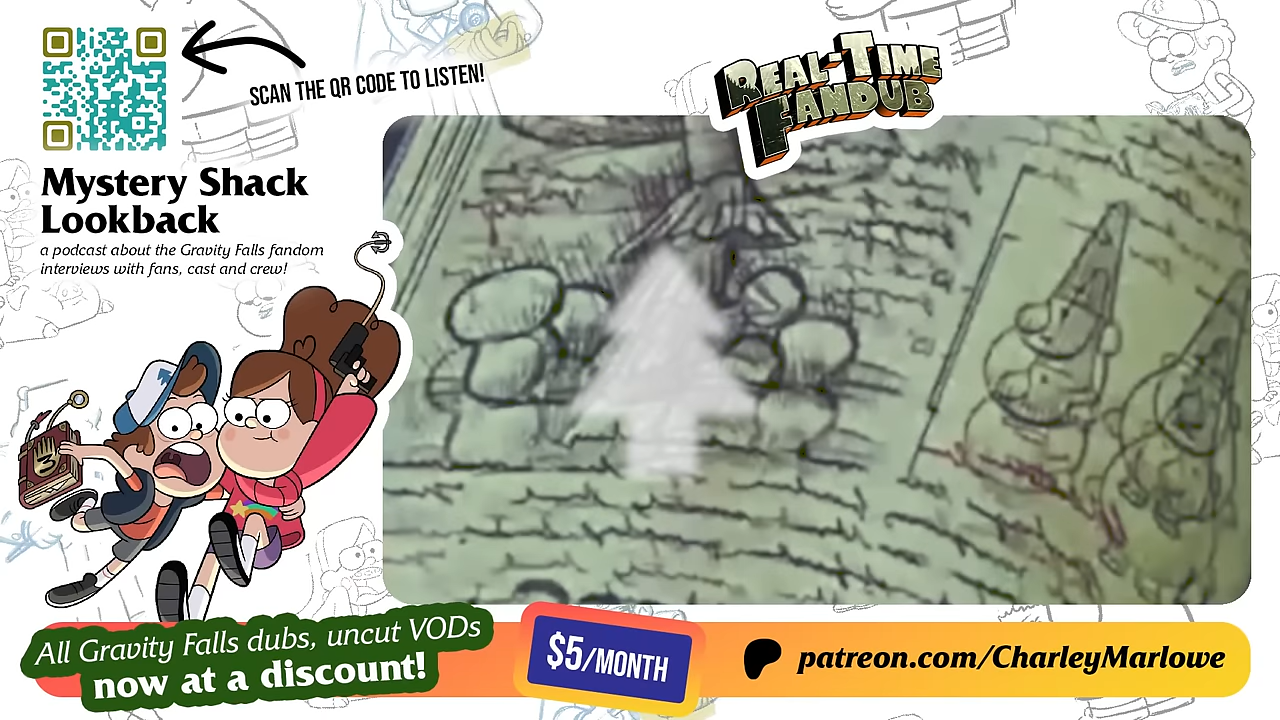 SCAN THE QR CODE TO LISTEN!
REAL-TIME
FANDUB
Mystery Shack
Lookback
a podcast about the Gravity Falls fandom
interviews with fans, cast and crew!
3
All Gravity Falls dubs, uncut VODs
now at a discount!
$5/MONTH
patreon.com/CharleyMarlowe